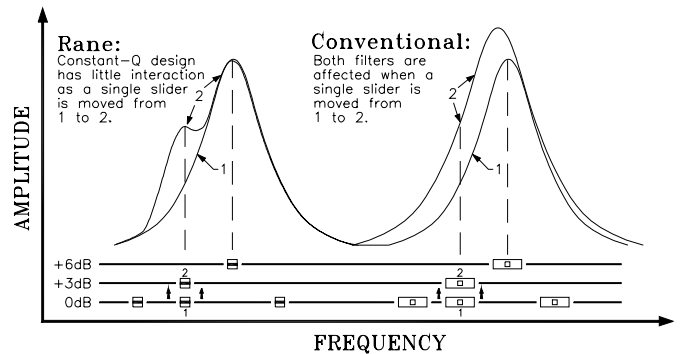 Rane:
Constant-Q design
has little interaction
as a single slider
is moved from
1 to 2.
Conventional:
Both filters are
affected when a
single slider is
moved from
1 to 2.
2
1
2
1
AMPLITUDE
+6dB
2
2
+3dB
0dB
1
1
FREQUENCY